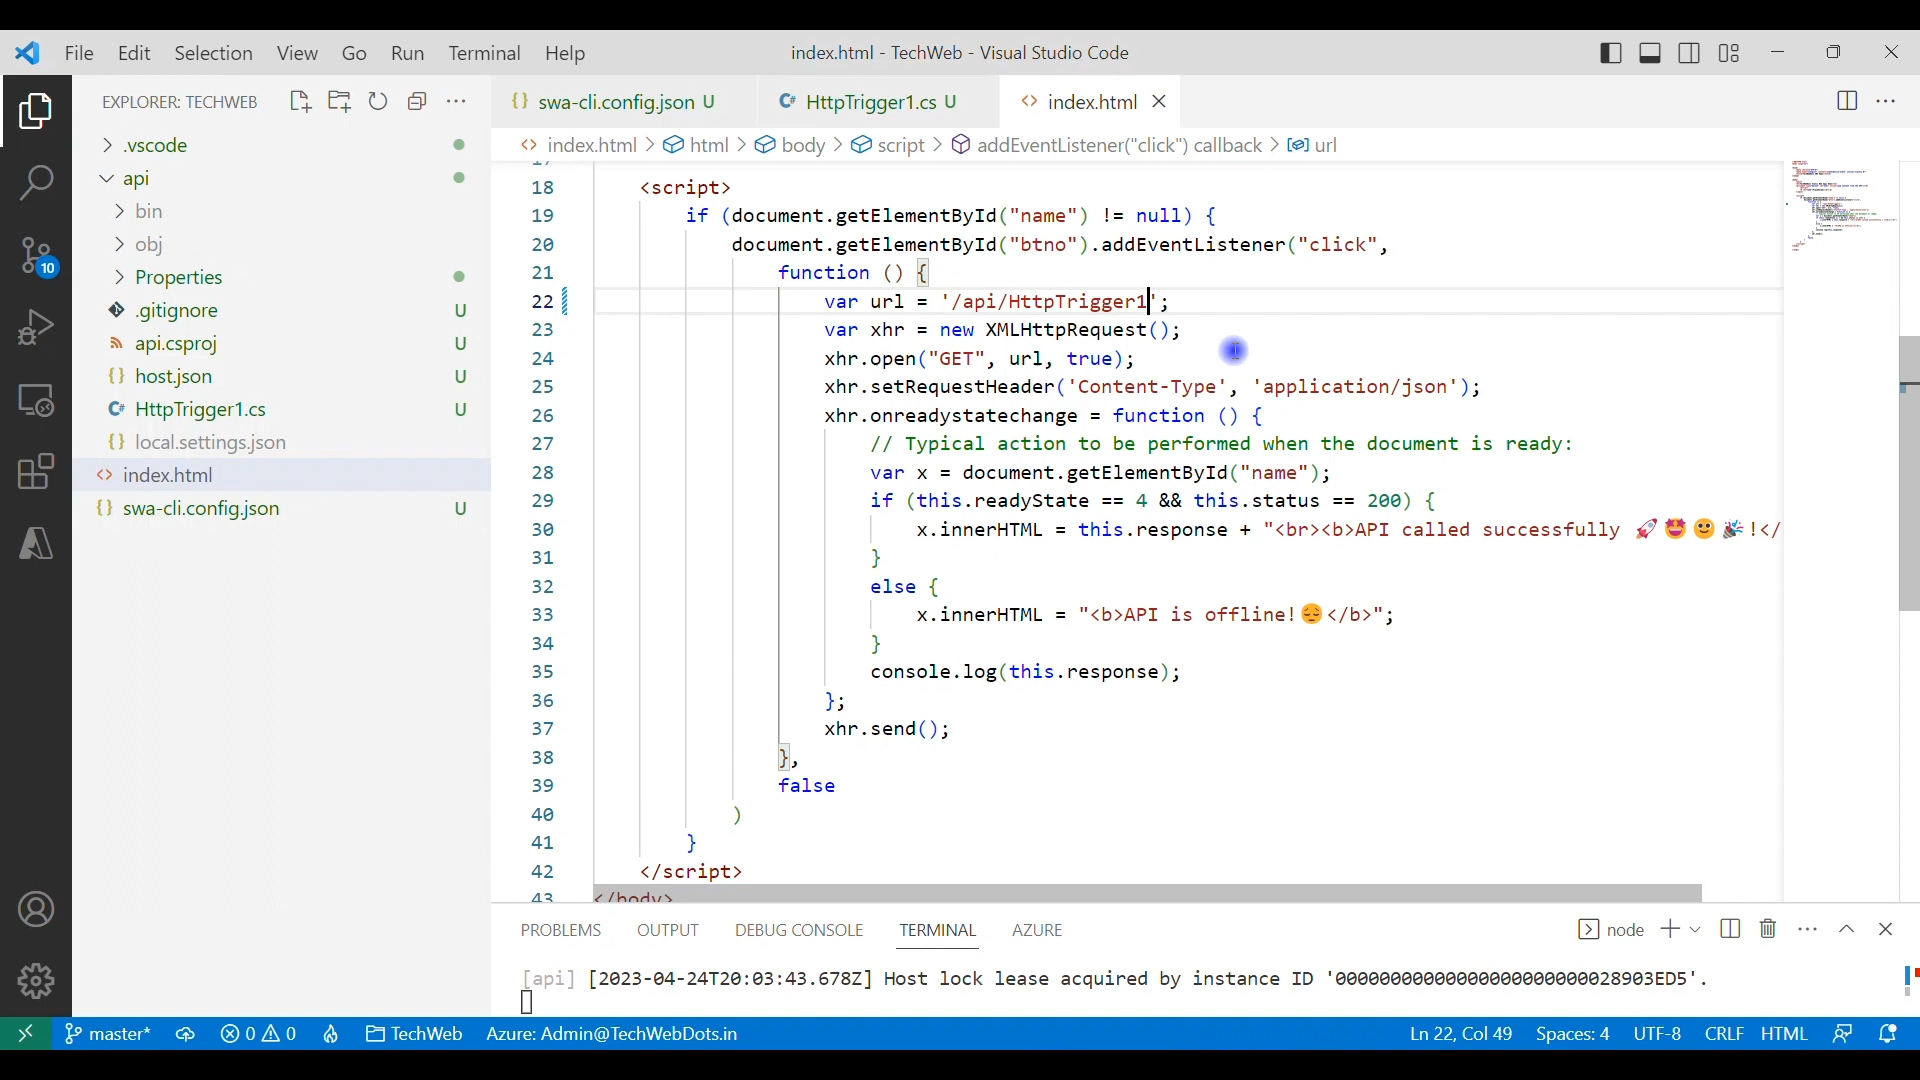 File Edit Selection View Go Run Terminal Help
index.html - TechWeb - Visual Studio Code
EXPLORER: TECHWEB
.vscode
api
bin
obj
Properties
.gitignore U
api.csproj U
host.json U
HttpTrigger1.cs U
local.settings.json
index.html
swa-cli.config.json U
10
swa-cli.config.json U HttpTrigger1.cs U index.html
index.html > html > body > script > addEventListener("click") callback > url
18 <script>
19 if (document.getElementById("name") != null) {
20 document.getElementById("btno").addEventListener("click",
21 function () {
22 var url = '/api/HttpTrigger1';
23 var xhr = new XMLHttpRequest();
24 xhr.open("GET", url, true);
25 xhr.setRequestHeader('Content-Type', 'application/json');
26 xhr.onreadystatechange = function () {
27 // Typical action to be performed when the document is ready:
28 var x = document.getElementById("name");
29 if (this.readyState == 4 && this.status == 200) {
30 x.innerHTML = this.response + "<br><b>API called successfully 🚀🤩🙂🎉!</
31 }
32 else {
33 x.innerHTML = "<b>API is offline!😔</b>";
34 }
35 console.log(this.response);
36 };
37 xhr.send();
38 },
39 false
40 )
41 }
42 </script>
43 </body>
PROBLEMS OUTPUT DEBUG CONSOLE TERMINAL AZURE
node
[api] [2023-04-24T20:03:43.678Z] Host lock lease acquired by instance ID '00000000000000000000000028903ED5'.
master* 0 0 TechWeb Azure: Admin@TechWebDots.in Ln 22, Col 49 Spaces: 4 UTF-8 CRLF HTML